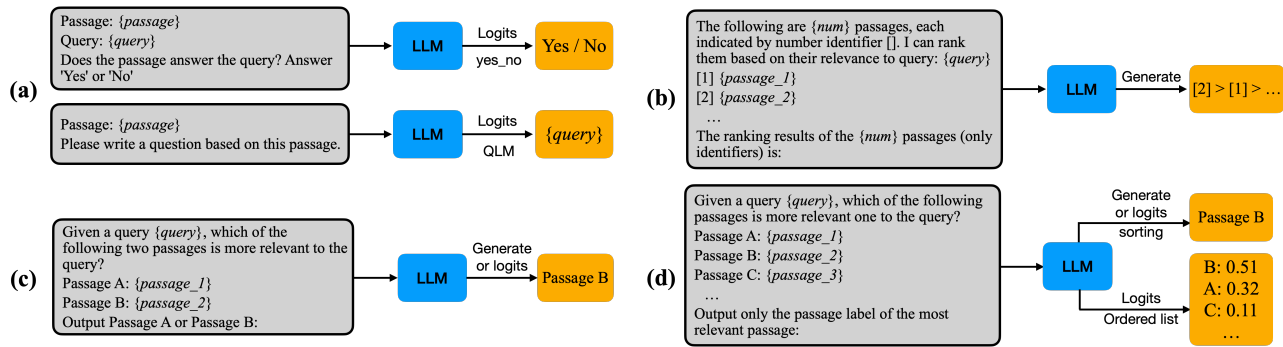 (a)
Passage: {passage}
Query: {query}
Does the passage answer the query? Answer
'Yes' or 'No'
LLM
Logits
yes_no
Yes / No
Passage: {passage}
Please write a question based on this passage.
LLM
Logits
QLM
{query}
(b)
The following are {num} passages, each
indicated by number identifier []. I can rank
them based on their relevance to query: {query}
[1] {passage_1}
[2] {passage_2}
…
The ranking results of the {num} passages (only
identifiers) is:
LLM
Generate
[2] > [1] > …
(c)
Given a query {query}, which of the
following two passages is more relevant to the
query?
Passage A: {passage_1}
Passage B: {passage_2}
Output Passage A or Passage B:
LLM
Generate
or logits
Passage B
(d)
Given a query {query}, which of the following
passages is more relevant one to the query?
Passage A: {passage_1}
Passage B: {passage_2}
Passage C: {passage_3}
…
Output only the passage label of the most
relevant passage:
LLM
Generate
or logits
sorting
Passage B
Logits
Ordered list
B: 0.51
A: 0.32
C: 0.11
…